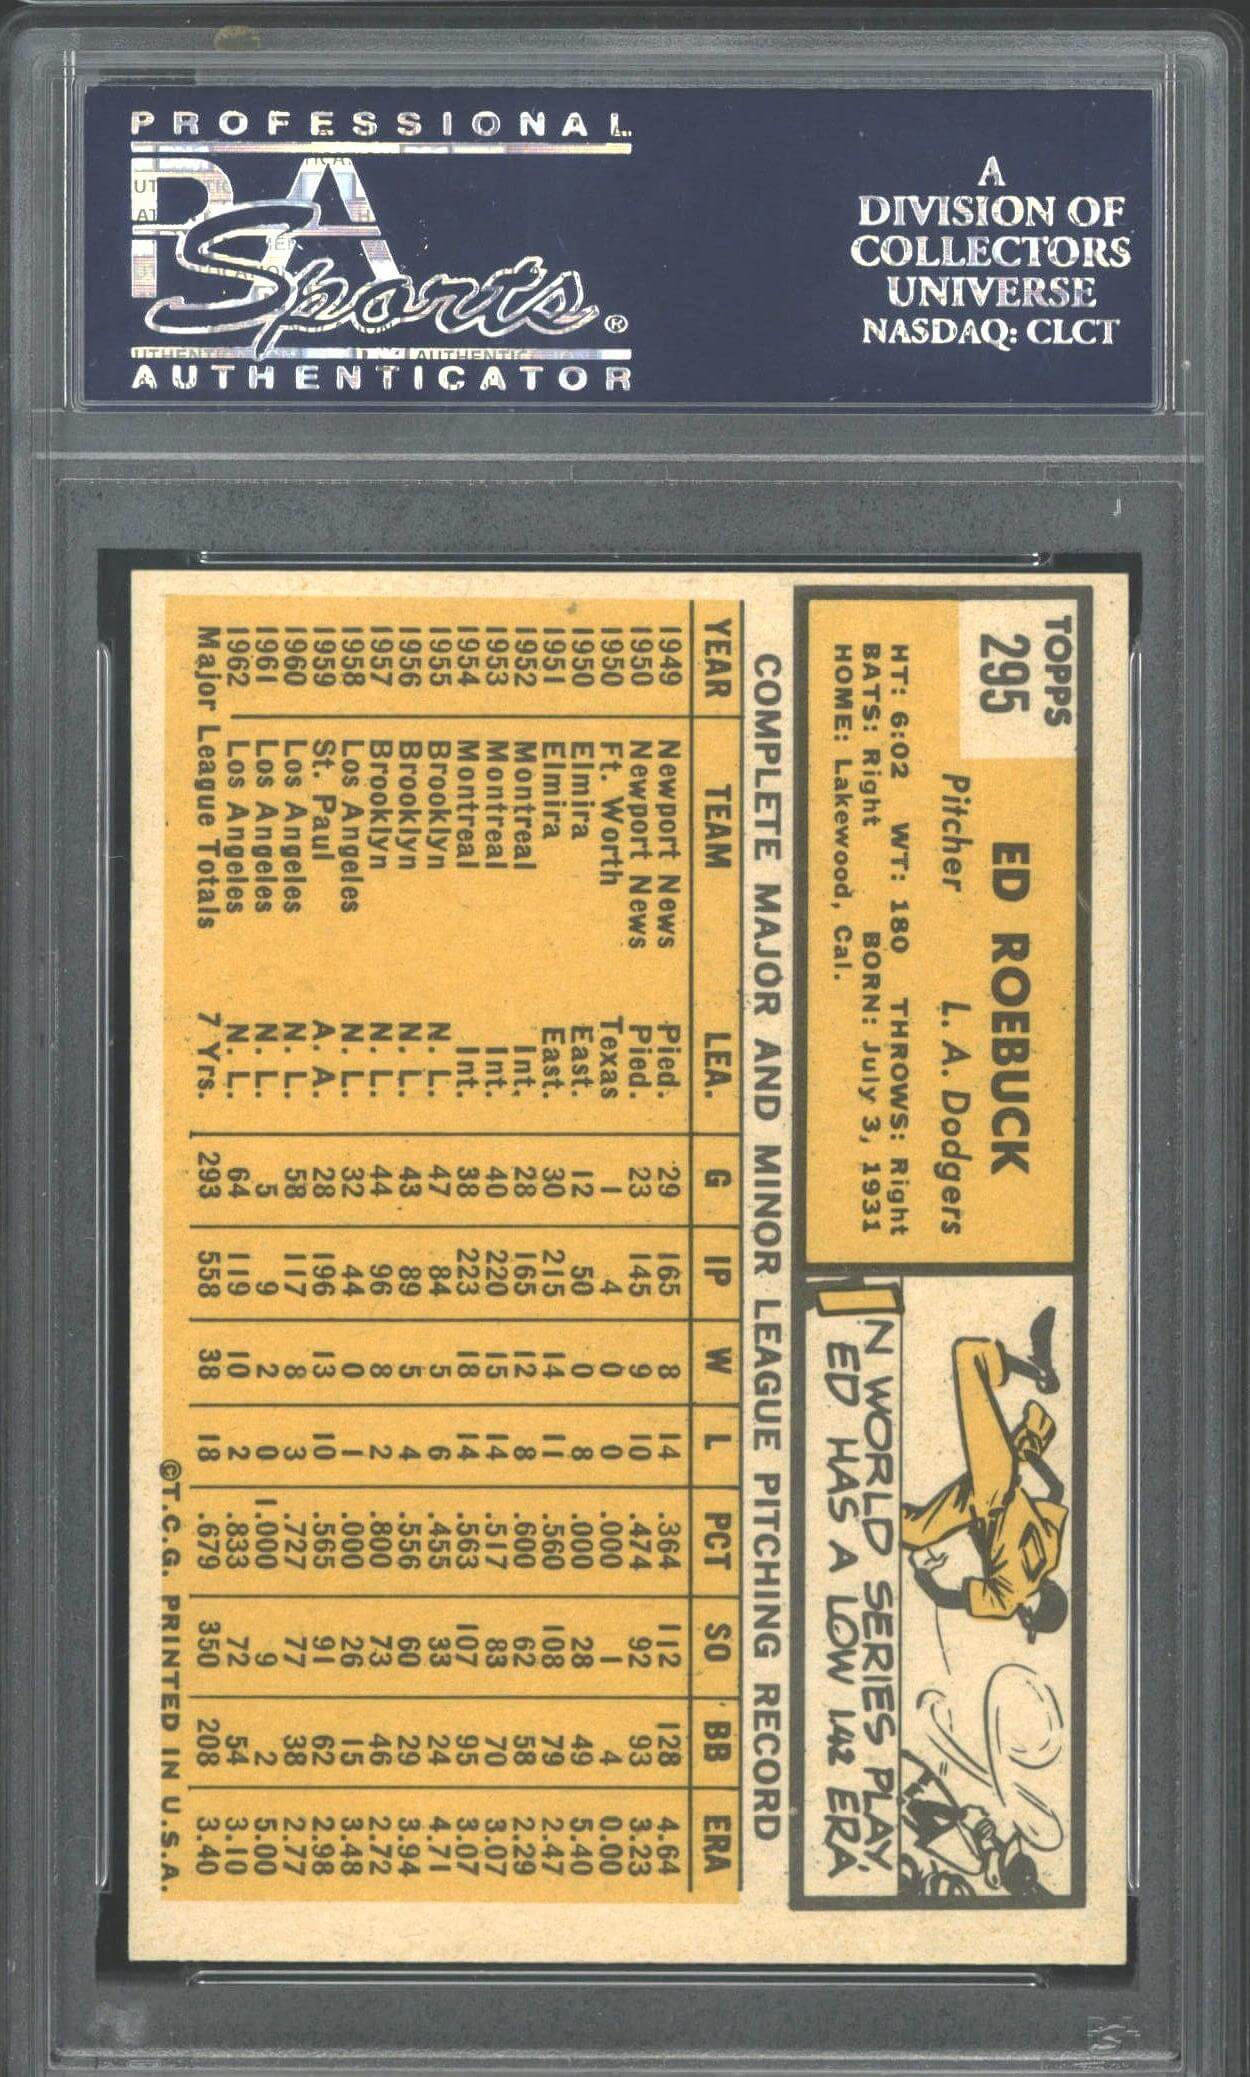 PROFESSIONAL
PSA
Sports®
AUTHENTICATOR
A
DIVISION OF
COLLECTORS
UNIVERSE
NASDAQ: CLCT
TOPPS
295
ED ROEBUCK
Pitcher L. A. Dodgers
HT: 6:02 WT: 180 THROWS: Right
BATS: Right BORN: July 3, 1931
HOME: Lakewood, Cal.
IN WORLD SERIES PLAY,
ED HAS A LOW 1.42 ERA
COMPLETE MAJOR AND MINOR LEAGUE PITCHING RECORD
YEAR TEAM LEA. G IP W L PCT SO BB ERA
1949 Newport News Pied. 29 165 8 14 .364 112 128 4.64
1950 Newport News Pied. 23 145 9 10 .474 92 93 3.23
1950 Ft. Worth Texas 1 4 0 0 .000 1 4 0.00
1950 Elmira East. 12 50 0 8 .000 28 49 5.40
1951 Elmira East. 30 215 14 11 .560 108 79 2.47
1952 Montreal Int. 28 165 12 8 .600 62 58 2.29
1953 Montreal Int. 40 220 15 14 .517 83 70 3.07
1954 Montreal Int. 38 223 18 14 .563 107 95 3.07
1955 Brooklyn N. L. 47 84 5 6 .455 33 24 4.71
1956 Brooklyn N. L. 43 89 5 4 .556 60 29 3.94
1957 Brooklyn N. L. 44 96 8 2 .800 73 46 2.72
1958 Los Angeles N. L. 32 44 0 1 .000 26 15 3.48
1959 St. Paul A. A. 28 196 13 10 .565 91 62 2.98
1960 Los Angeles N. L. 58 117 8 3 .727 77 38 2.77
1961 Los Angeles N. L. 5 9 2 0 1.000 9 2 5.00
1962 Los Angeles N. L. 64 119 10 2 .833 72 54 3.10
Major League Totals 7 Yrs. 293 558 38 18 .679 350 208 3.40
©T.C.G. PRINTED IN U.S.A.